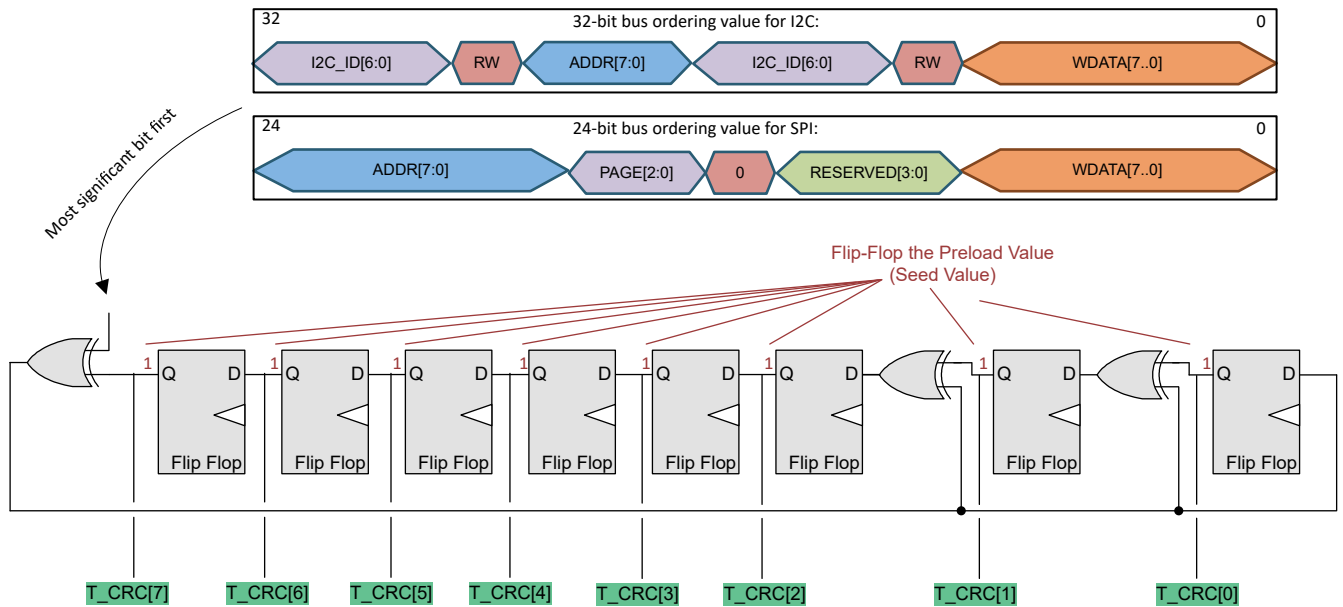 32 32-bit bus ordering value for I2C: 0
I2C_ID[6:0] RW ADDR[7:0] I2C_ID[6:0] RW WDATA[7..0]
24 24-bit bus ordering value for SPI: 0
ADDR[7:0] PAGE[2:0] 0 RESERVED[3:0] WDATA[7..0]
Most significant bit first
Flip-Flop the Preload Value
(Seed Value)
1 1 1 1 1 1 1 1
Q D Q D Q D Q D Q D Q D Q D Q D
Flip Flop Flip Flop Flip Flop Flip Flop Flip Flop Flip Flop Flip Flop Flip Flop
T_CRC[7] T_CRC[6] T_CRC[5] T_CRC[4] T_CRC[3] T_CRC[2] T_CRC[1] T_CRC[0]